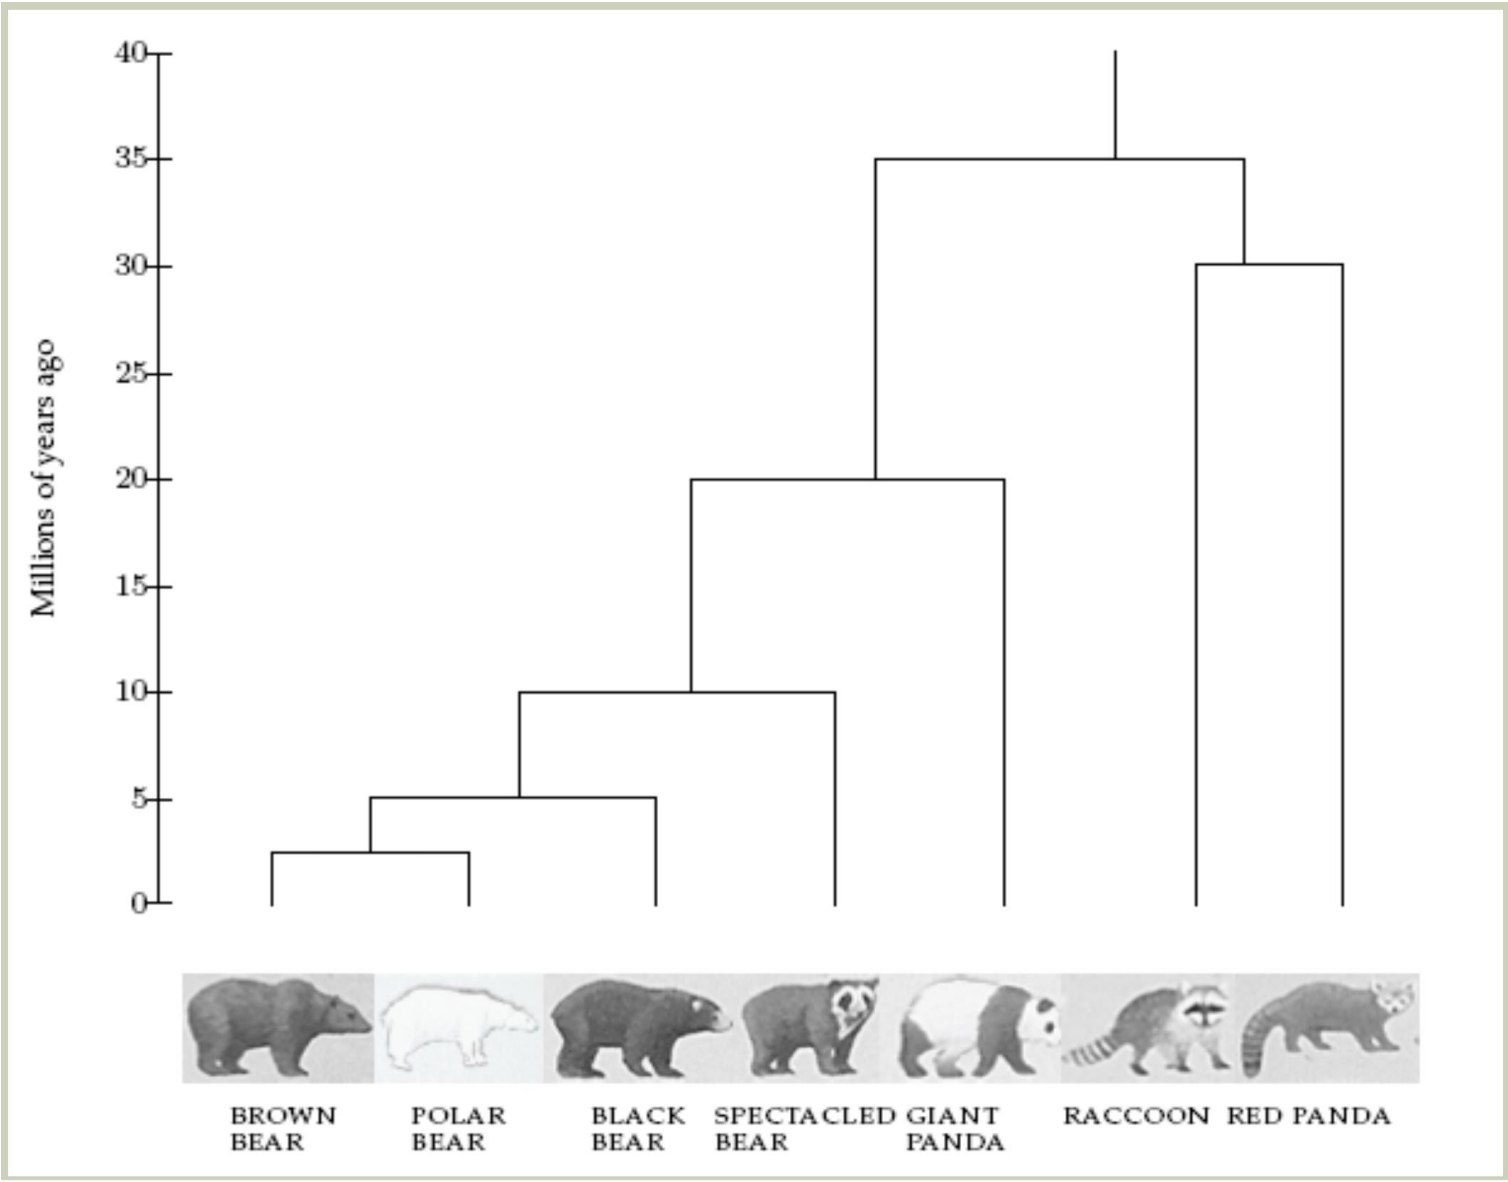 40
35
30
25
20
15
10
5
0
Millions of years ago
BROWN
BEAR
POLAR
BEAR
BLACK
BEAR
SPECTACLED
BEAR
GIANT
PANDA
RACCOON
RED PANDA